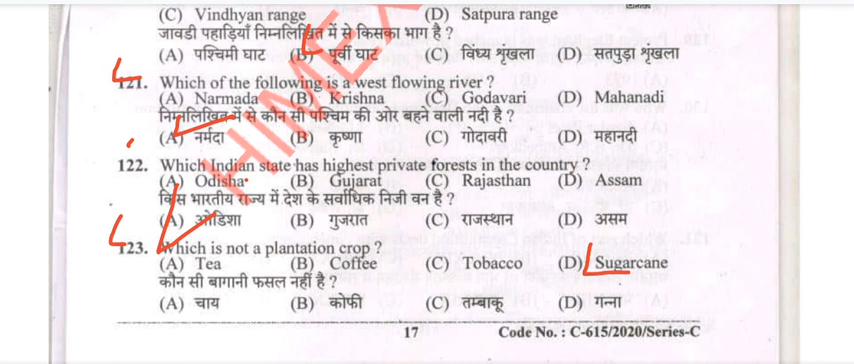 (C) Vindhyan range (D) Satpura range
जावडी पहाड़ियाँ निम्नलिखित में से किसका भाग है ?
(A) पश्चिमी घाट (B) पूर्वी घाट (C) विंध्य शृंखला (D) सतपुड़ा शृंखला
121. Which of the following is a west flowing river ?
(A) Narmada (B) Krishna (C) Godavari (D) Mahanadi
निम्नलिखित में से कौन सी पश्चिम की ओर बहने वाली नदी है ?
(A) नर्मदा (B) कृष्णा (C) गोदावरी (D) महानदी
122. Which Indian state has highest private forests in the country ?
(A) Odisha (B) Gujarat (C) Rajasthan (D) Assam
किस भारतीय राज्य में देश के सर्वाधिक निजी वन है ?
(A) ओडिशा (B) गुजरात (C) राजस्थान (D) असम
123. Which is not a plantation crop ?
(A) Tea (B) Coffee (C) Tobacco (D) Sugarcane
कौन सी बागानी फसल नहीं है ?
(A) चाय (B) कोफी (C) तम्बाकू (D) गन्ना
17 Code No. : C-615/2020/Series-C
HIMEX